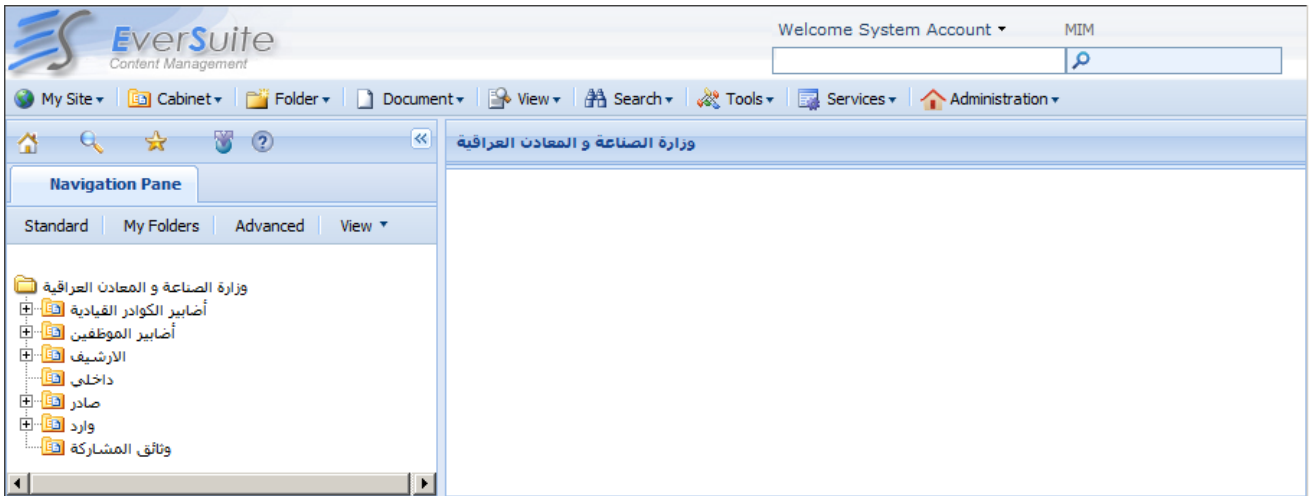 EverSuite
Content Management
Welcome System Account
MIM
My Site
Cabinet
Folder
Document
View
Search
Tools
Services
Administration
وزارة الصناعة و المعادن العراقية
Navigation Pane
Standard
My Folders
Advanced
View
وزارة الصناعة و المعادن العراقية
أضابير الكوادر القيادية
أضابير الموظفين
الارشيف
داخلي
صادر
وارد
وثائق المشاركة